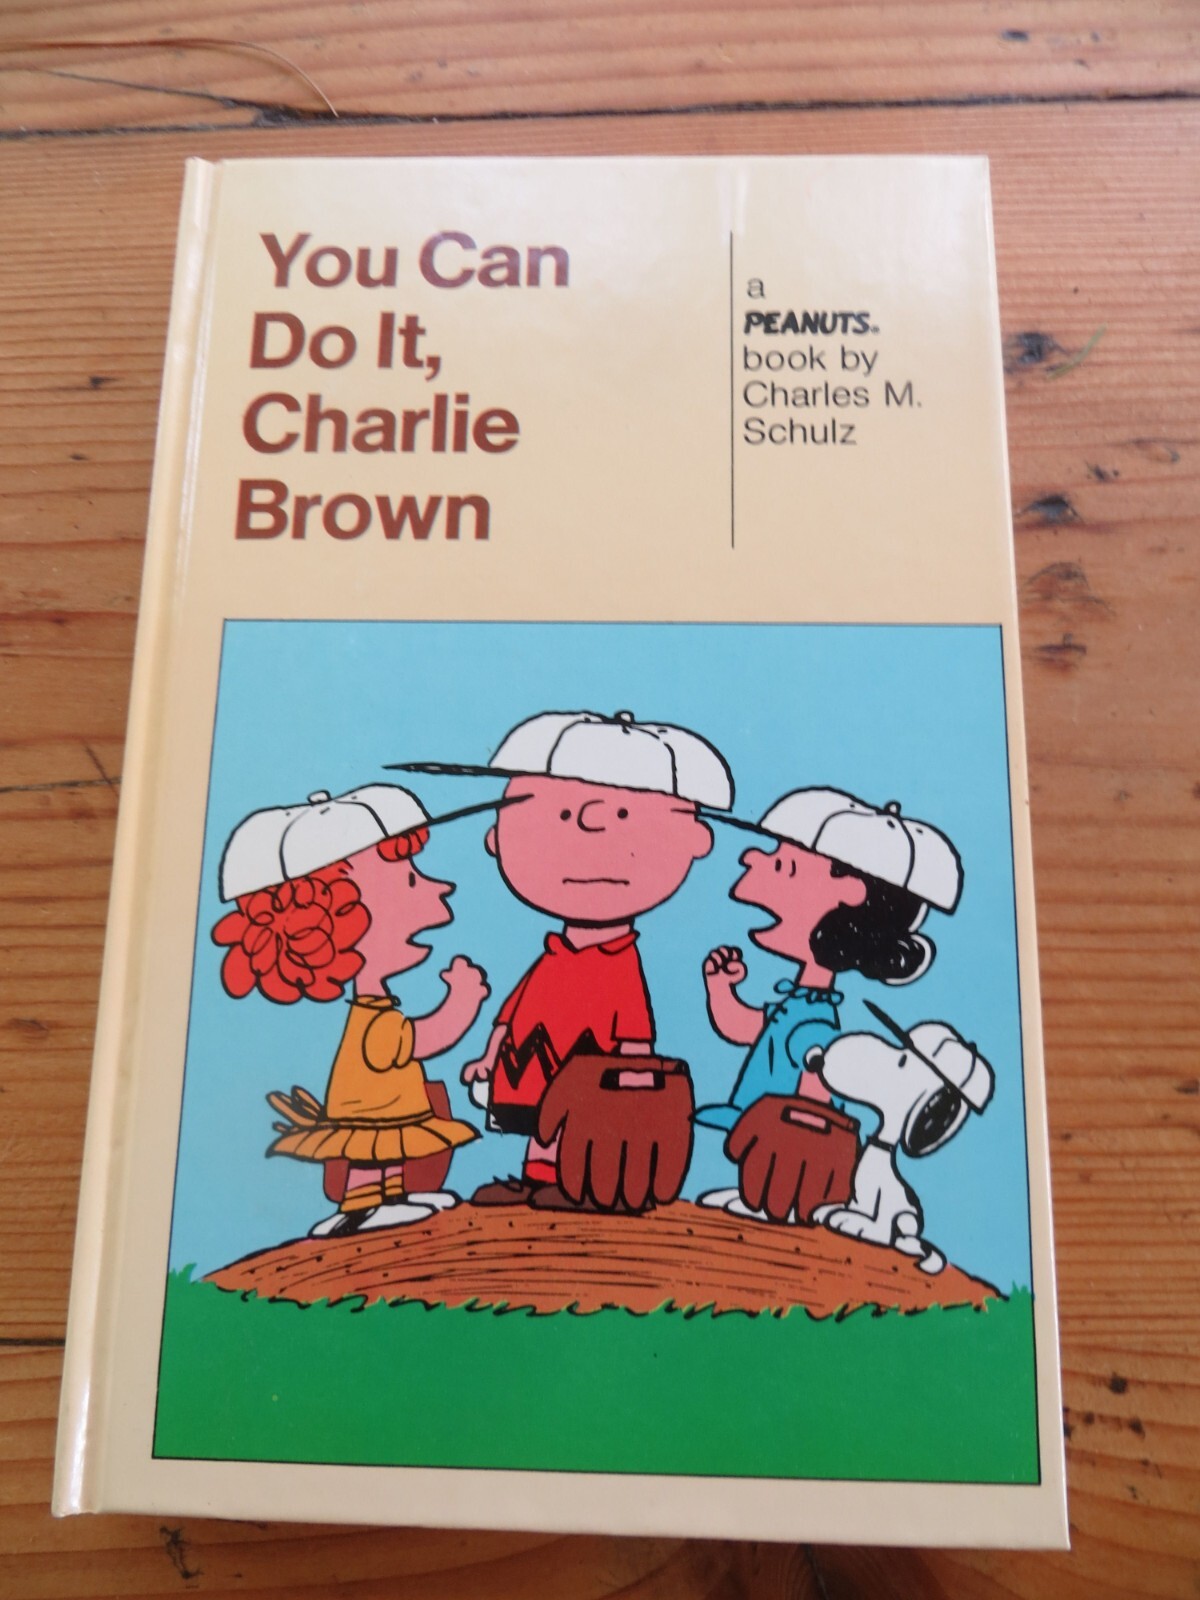 You Can
Do It,
Charlie
Brown
a
PEANUTS.
book by
Charles M.
Schulz